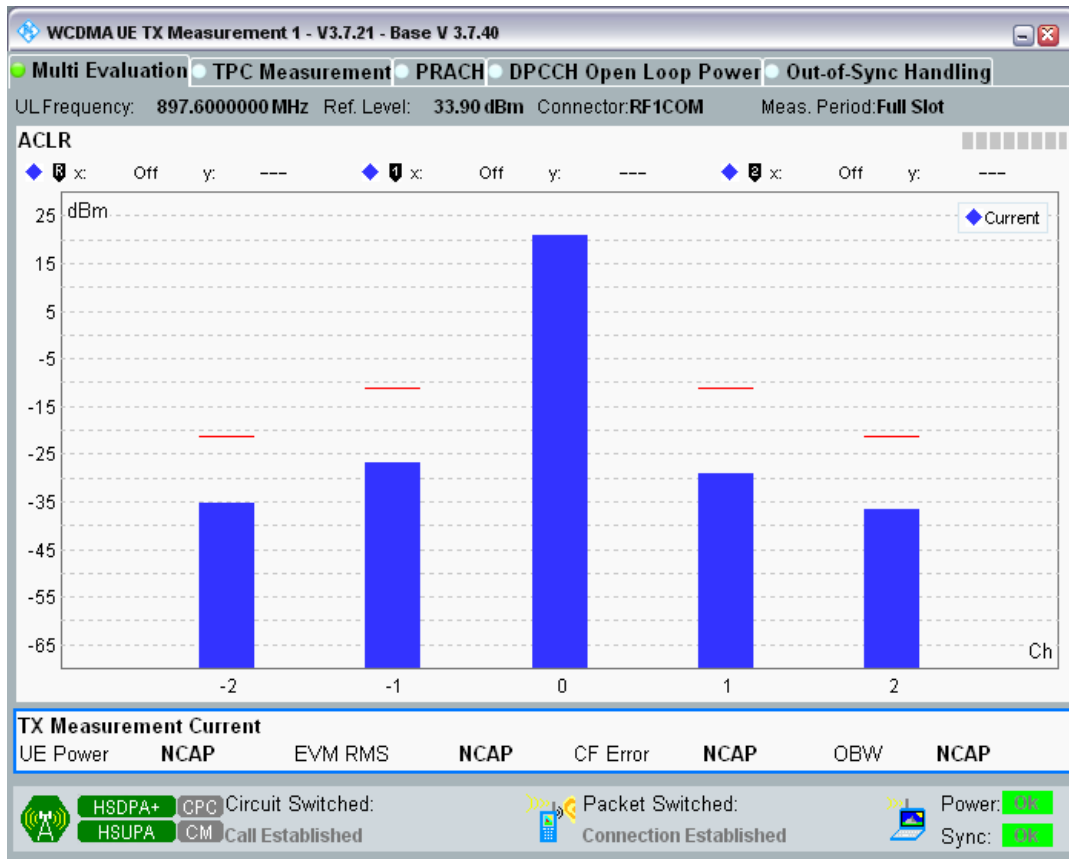 WCDMA UE TX Measurement 1 - V3.7.21 - Base V 3.7.40
Multi Evaluation TPC Measurement PRACH DPCCH Open Loop Power Out-of-Sync Handling
UL Frequency: 897.6000000 MHz Ref. Level: 33.90 dBm Connector:RF1COM Meas. Period:Full Slot
ACLR
R x: Off y: --- 1 x: Off y: --- 2 x: Off y: ---
dBm
Current
25
15
5
-5
-15
-25
-35
-45
-55
-65
Ch
-2 -1 0 1 2
TX Measurement Current
UE Power NCAP EVM RMS NCAP CF Error NCAP OBW NCAP
HSDPA+ CPC Circuit Switched: Packet Switched: Power: Ok
HSUPA CM Call Established Connection Established Sync: Ok